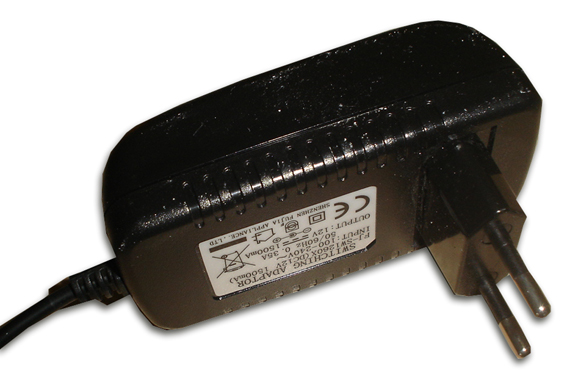 SWITCHING ADAPTOR
INPUT: 100-240V~
50/60Hz 0.35A
OUTPUT: 12V 1500mA
CE
SHENZHEN FUJIA APPLIANCE., LTD